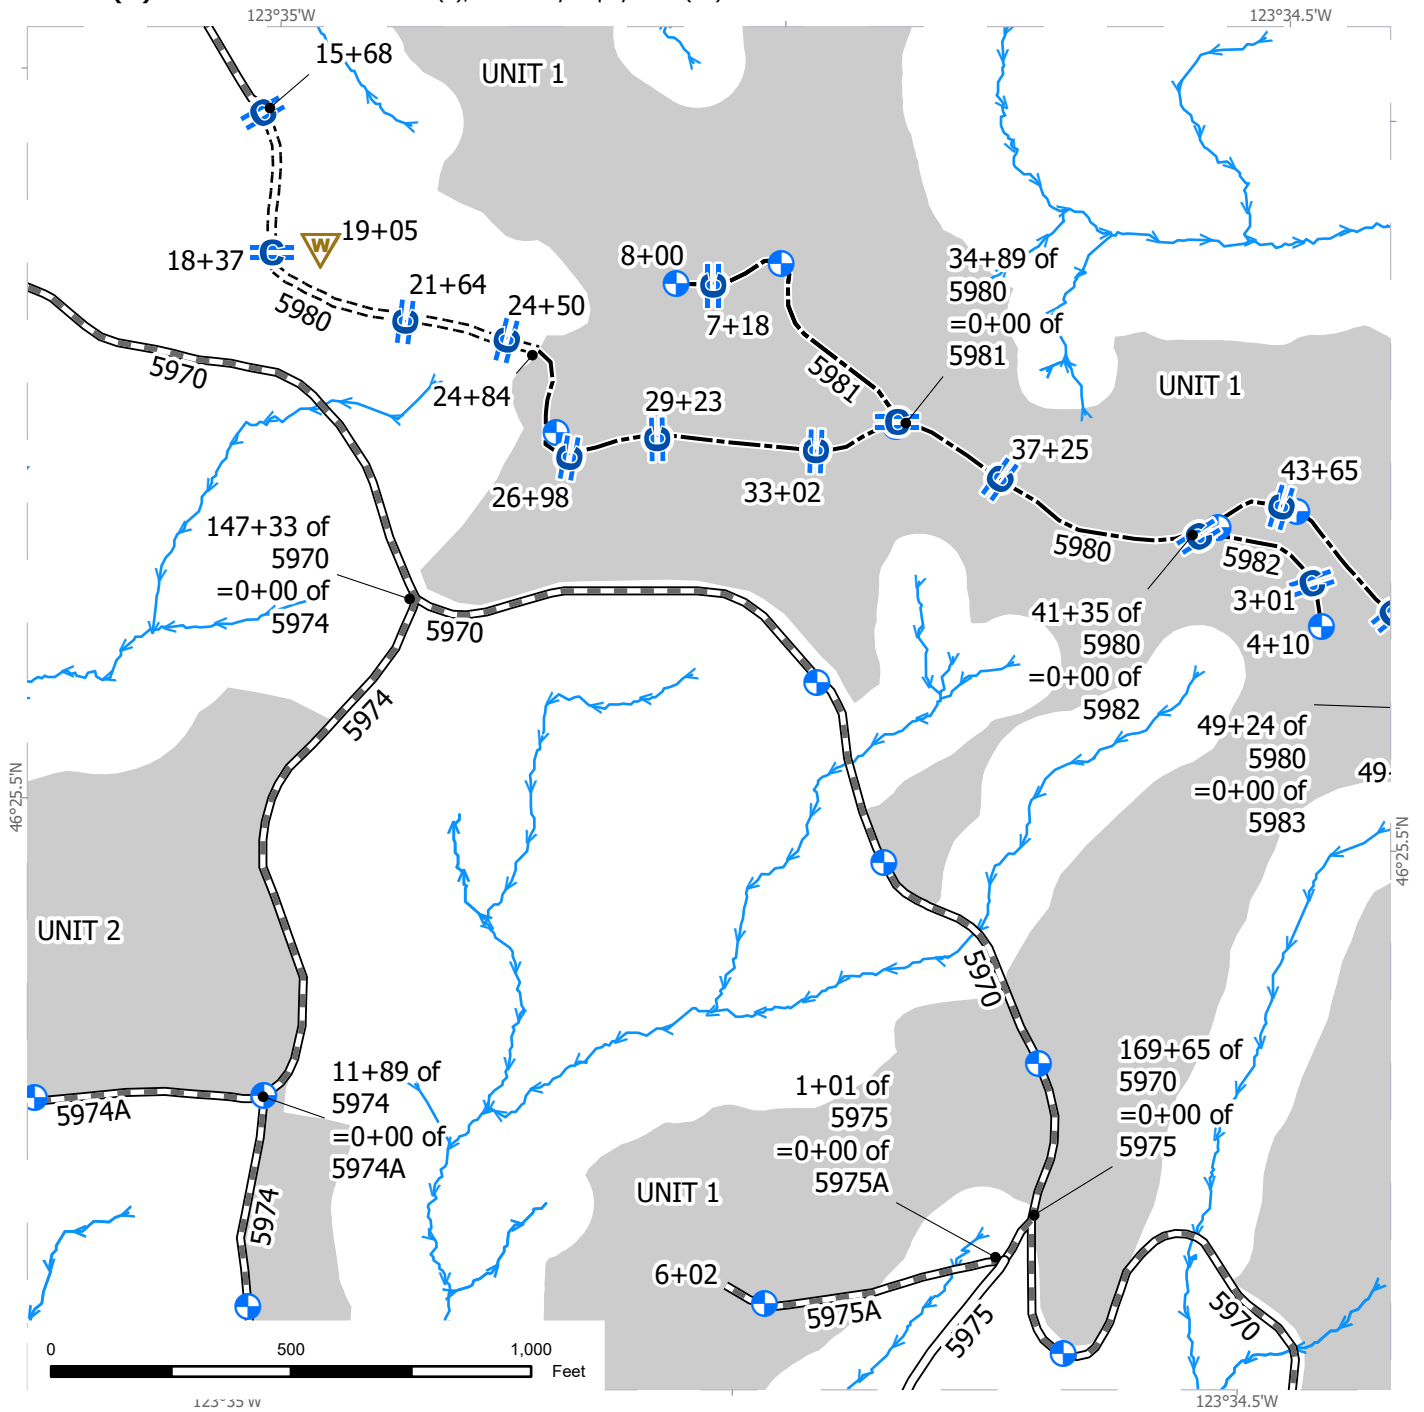 123°35'W
123°34.5'W
15+68
UNIT 1
W
19+05
18+37
C
C
5980
21+64
24+50
C
C
24+84
8+00
C
7+18
5981
34+89 of
5980
=0+00 of
5981
UNIT 1
5970
29+23
C
C
26+98
C
33+02
C
37+25
C
5980
43+65
C
C
5982
C
3+01
4+10
C
147+33 of
5970
=0+00 of
5974
5970
5974
41+35 of
5980
=0+00 of
5982
49+24 of
5980
=0+00 of
5983
49+
46°25.5'N
46°25.5'N
UNIT 2
5970
5974A
11+89 of
5974
=0+00 of
5974A
1+01 of
5975
=0+00 of
5975A
169+65 of
5970
=0+00 of
5975
5974
UNIT 1
6+02
5975A
5975
5970
0
500
1,000
Feet
123°35'W
123°34.5'W